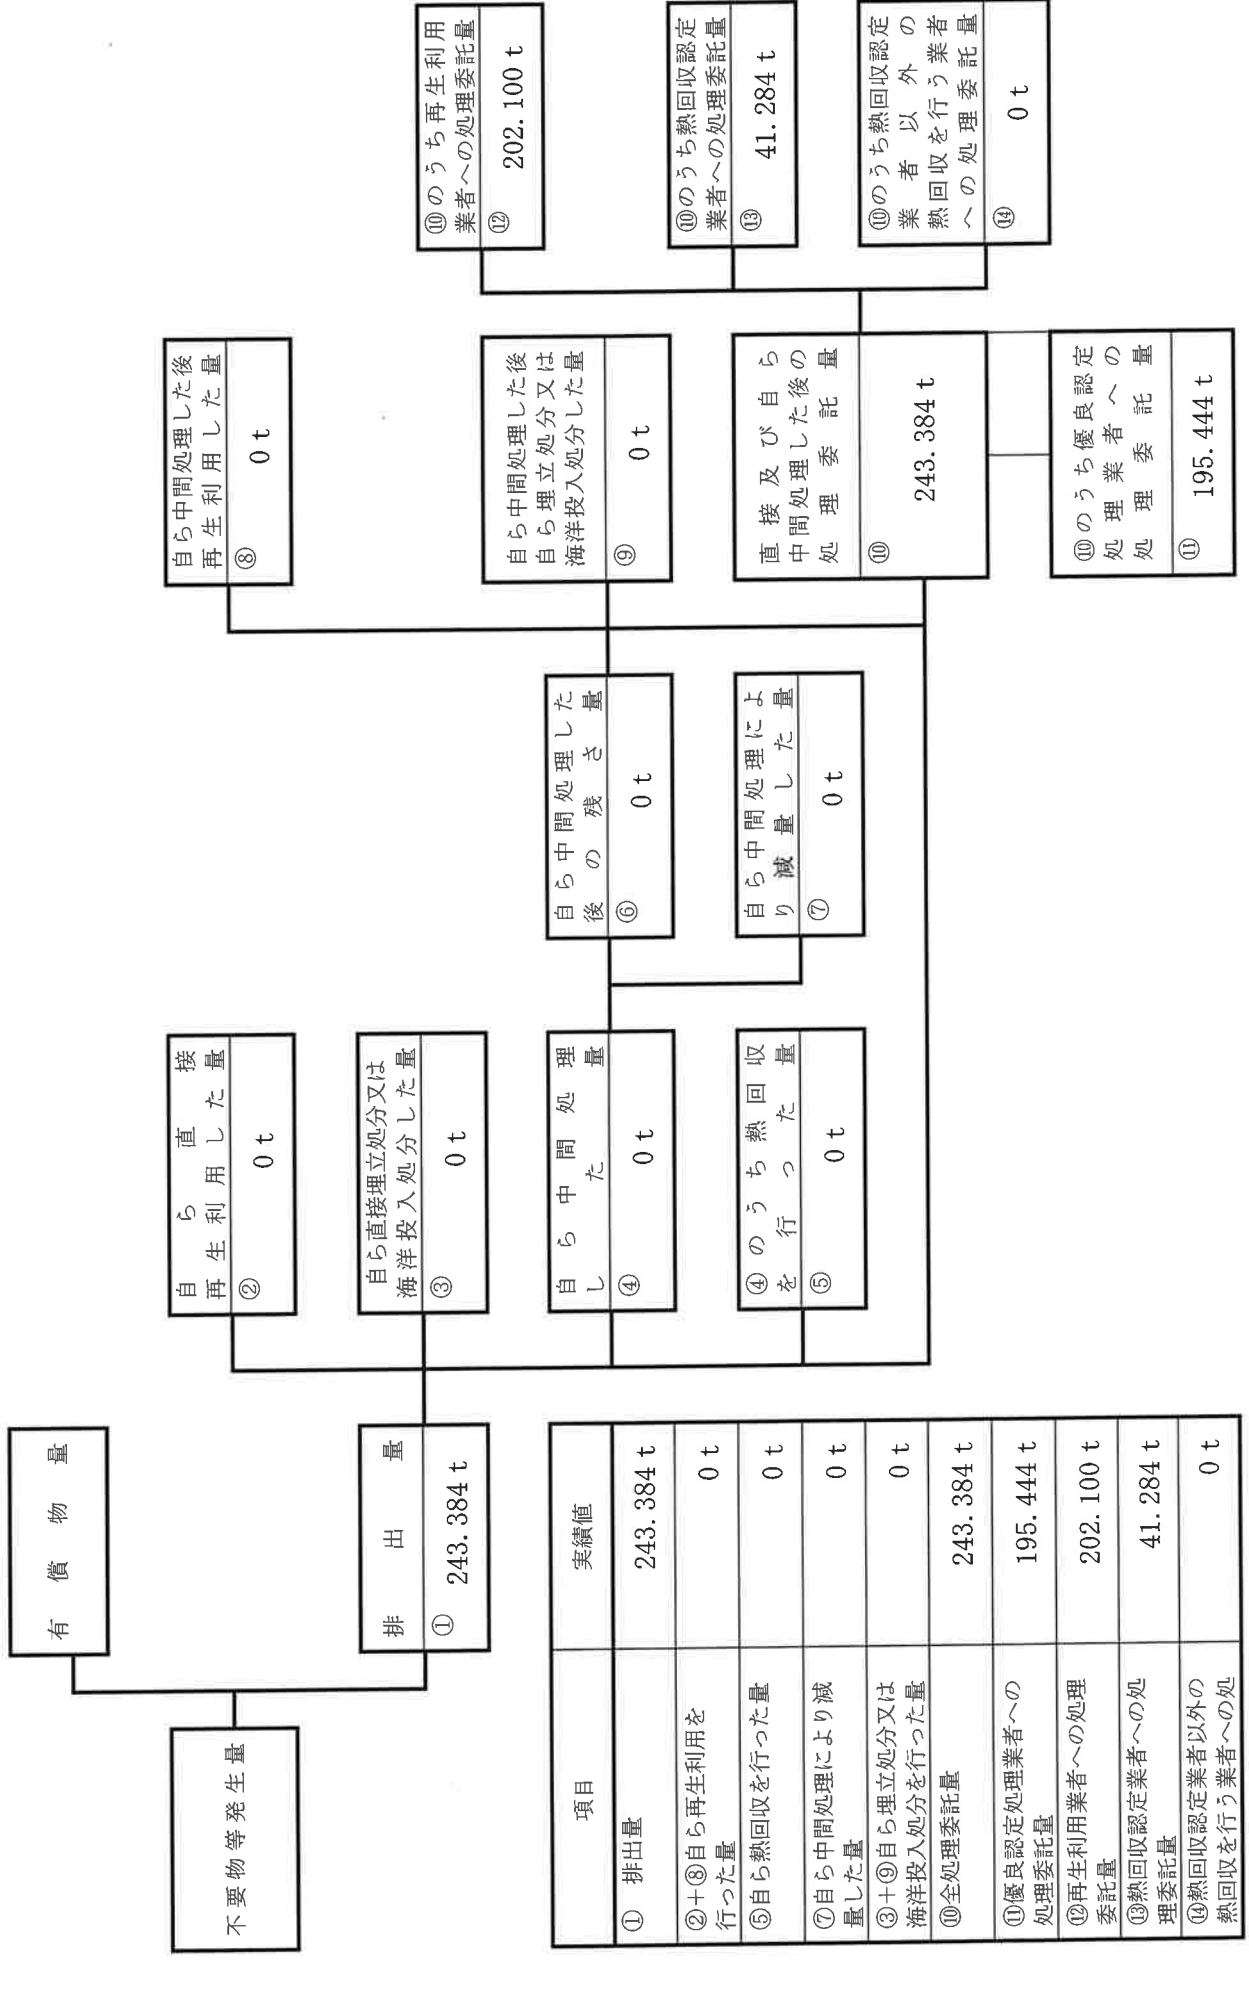 不要物等発生量
有償物量
排出量
① 243.384 t
自ら直接
再生利用した量
② 0 t
自ら直接埋立処分又は
海洋投入処分した量
③ 0 t
自ら中間処理
した量
④ 0 t
④のうち熱回収
を行った量
⑤ 0 t
自ら中間処理した
後の残さ量
⑥ 0 t
自ら中間処理によ
り減量した量
⑦ 0 t
自ら中間処理した後
再生利用した量
⑧ 0 t
自ら中間処理した後
自ら埋立処分又は
海洋投入処分した量
⑨ 0 t
直接及び自ら
中間処理した後の
処理委託量
⑩ 243.384 t
⑩のうち優良認定
処理業者への
処理委託量
⑪ 195.444 t
⑩のうち再生利用
業者への処理委託量
⑫ 202.100 t
⑩のうち熱回収認定
業者への処理委託量
⑬ 41.284 t
⑩のうち熱回収認定
業者以外の
熱回収を行う業者
への処理委託量
⑭ 0 t
項目 実績値
① 排出量 243.384 t
②+⑧自ら再生利用を
行った量 0 t
⑤自ら熱回収を行った量 0 t
⑦自ら中間処理により減
量した量 0 t
③+⑨自ら埋立処分又は
海洋投入処分を行った量 0 t
⑩全処理委託量 243.384 t
⑪優良認定処理業者への
処理委託量 195.444 t
⑫再生利用業者への処理
委託量 202.100 t
⑬熱回収認定業者への処
理委託量 41.284 t
⑭熱回収認定業者以外の
熱回収を行う業者への処 0 t